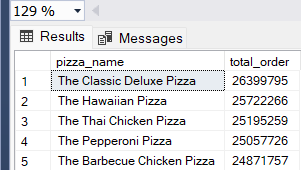 129 %
Results Messages
pizza_name total_order
1 The Classic Deluxe Pizza 26399795
2 The Hawaiian Pizza 25722266
3 The Thai Chicken Pizza 25195259
4 The Pepperoni Pizza 25057726
5 The Barbecue Chicken Pizza 24871757